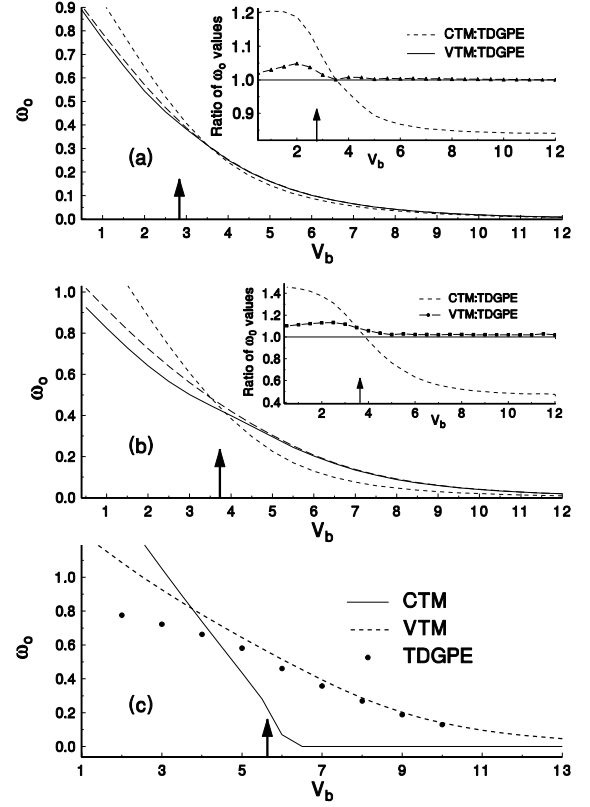 0.9
0.8
0.7
0.6
0.5
0.4
0.3
0.2
0.1
0.0
ω₀
(a)
1 2 3 4 5 6 7 8 9 10 11 12
V_b
1.2
1.1
1.0
0.9
Ratio of ω₀ values
CTM:TDGPE
VTM:TDGPE
2 4 6 8 10 12
V_b
1.0
0.8
0.6
0.4
0.2
0.0
ω₀
(b)
1 2 3 4 5 6 7 8 9 10 11 12
V_b
1.4
1.2
1.0
0.8
0.6
0.4
Ratio of ω₀ values
CTM:TDGPE
VTM:TDGPE
2 4 6 8 10 12
V_b
1.0
0.8
0.6
0.4
0.2
0.0
ω₀
(c)
CTM
VTM
TDGPE
1 3 5 7 9 11 13
V_b